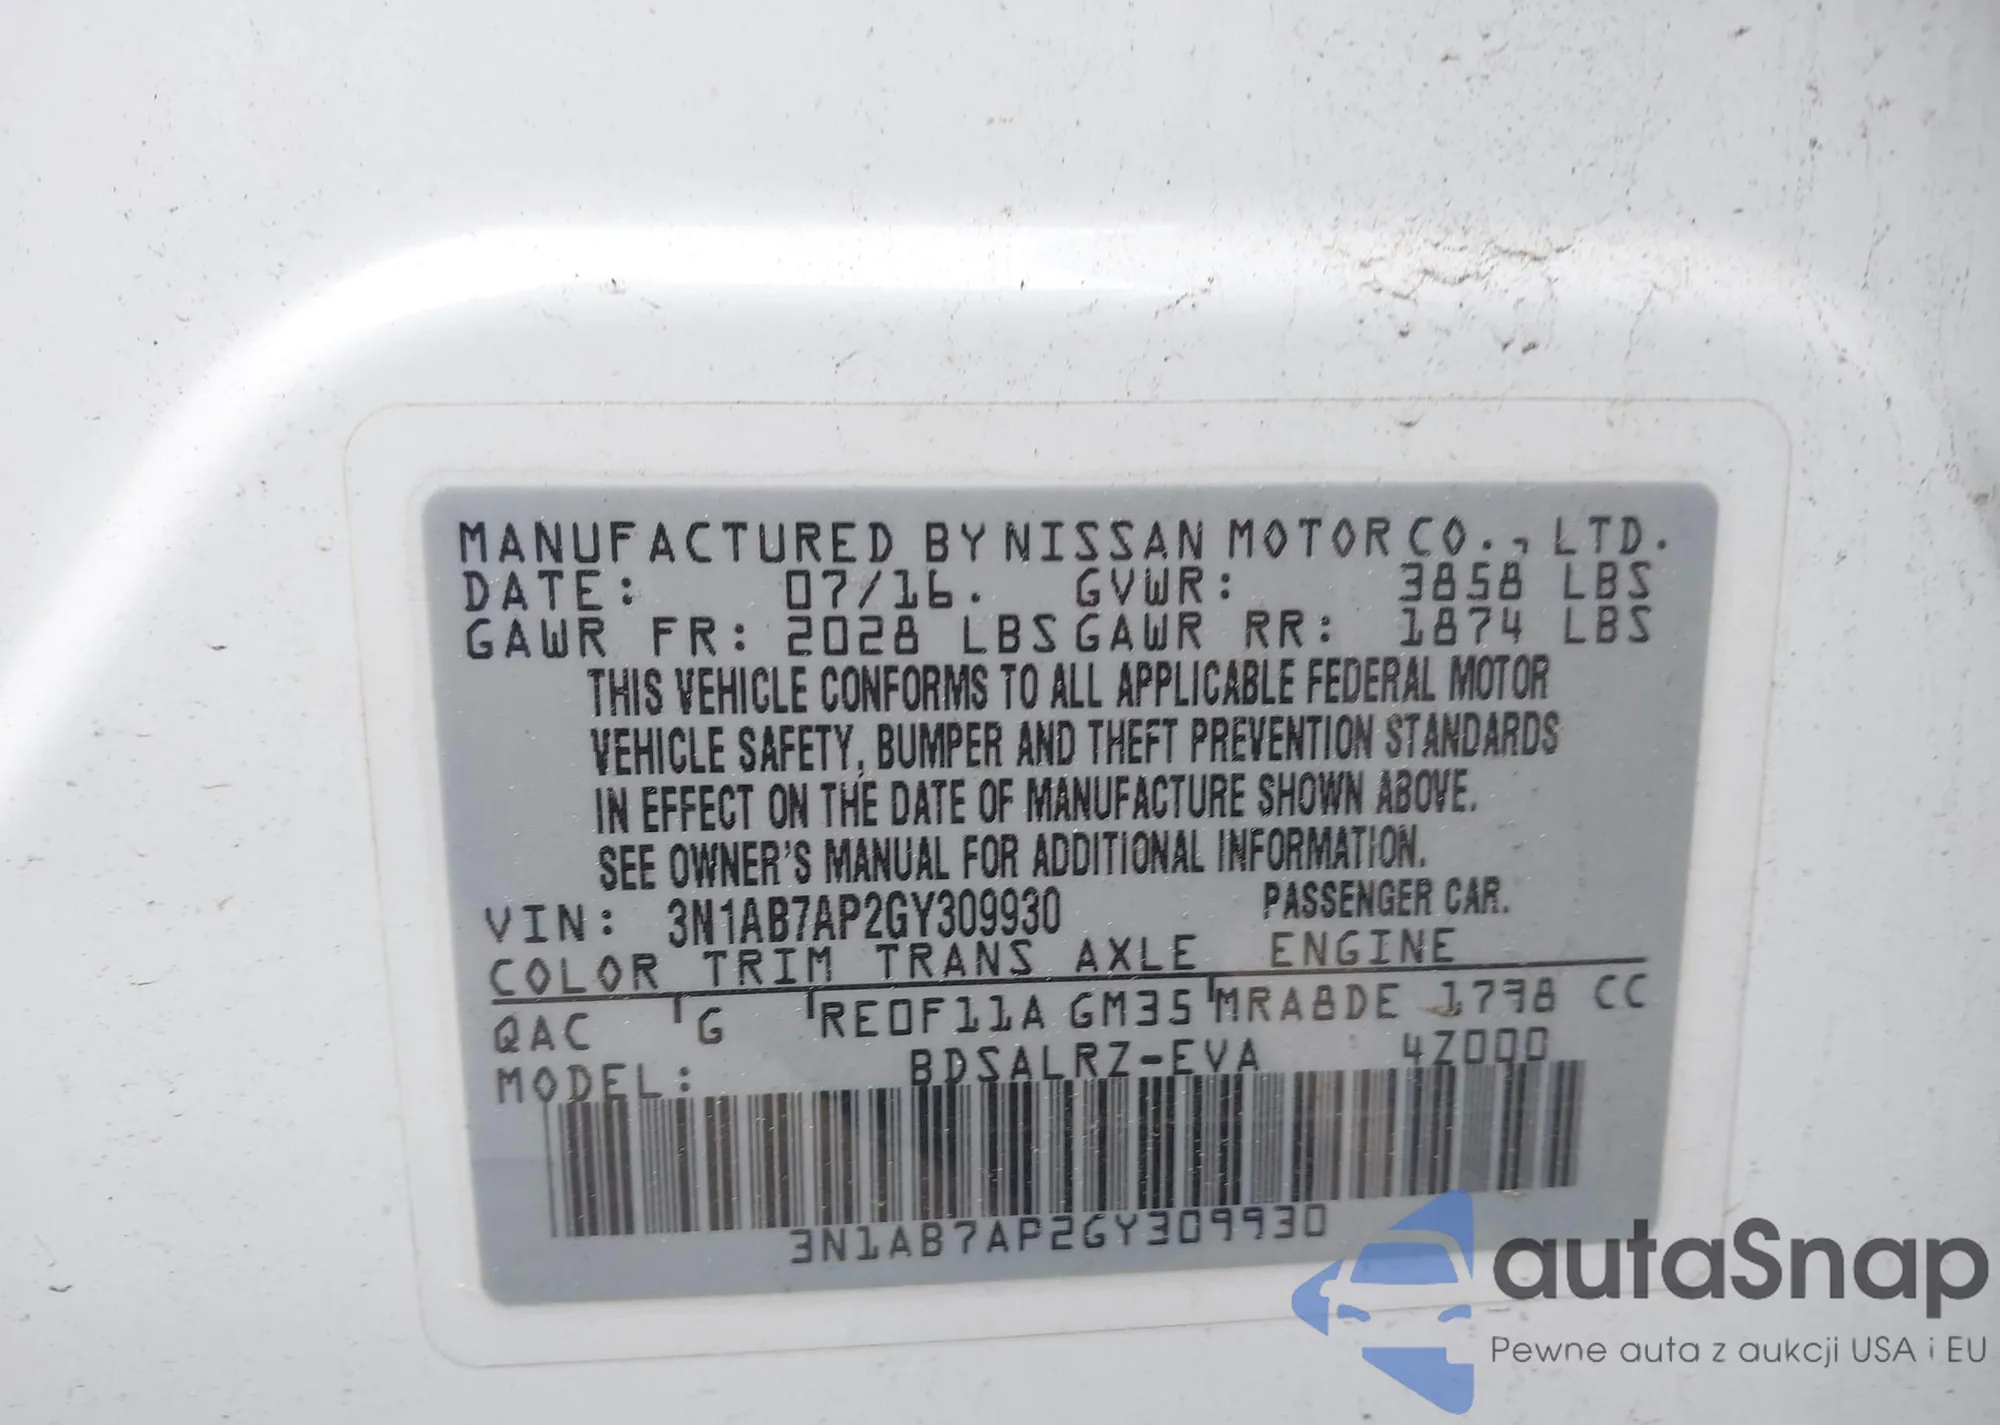 MANUFACTURED BY NISSAN MOTOR CO., LTD.
DATE: 07/16. GVWR: 3858 LBS
GAWR FR: 2028 LBS GAWR RR: 1874 LBS
THIS VEHICLE CONFORMS TO ALL APPLICABLE FEDERAL MOTOR
VEHICLE SAFETY, BUMPER AND THEFT PREVENTION STANDARDS
IN EFFECT ON THE DATE OF MANUFACTURE SHOWN ABOVE.
SEE OWNER'S MANUAL FOR ADDITIONAL INFORMATION.
VIN: 3N1AB7AP2GY309930 PASSENGER CAR.
COLOR TRIM TRANS AXLE ENGINE
QAC G RE0F11A GM35 MRA8DE 1798 CC
MODEL: BDSALRZ-EVA 4Z000
3N1AB7AP2GY309930
autaSnap
Pewne auta z aukcji USA i EU